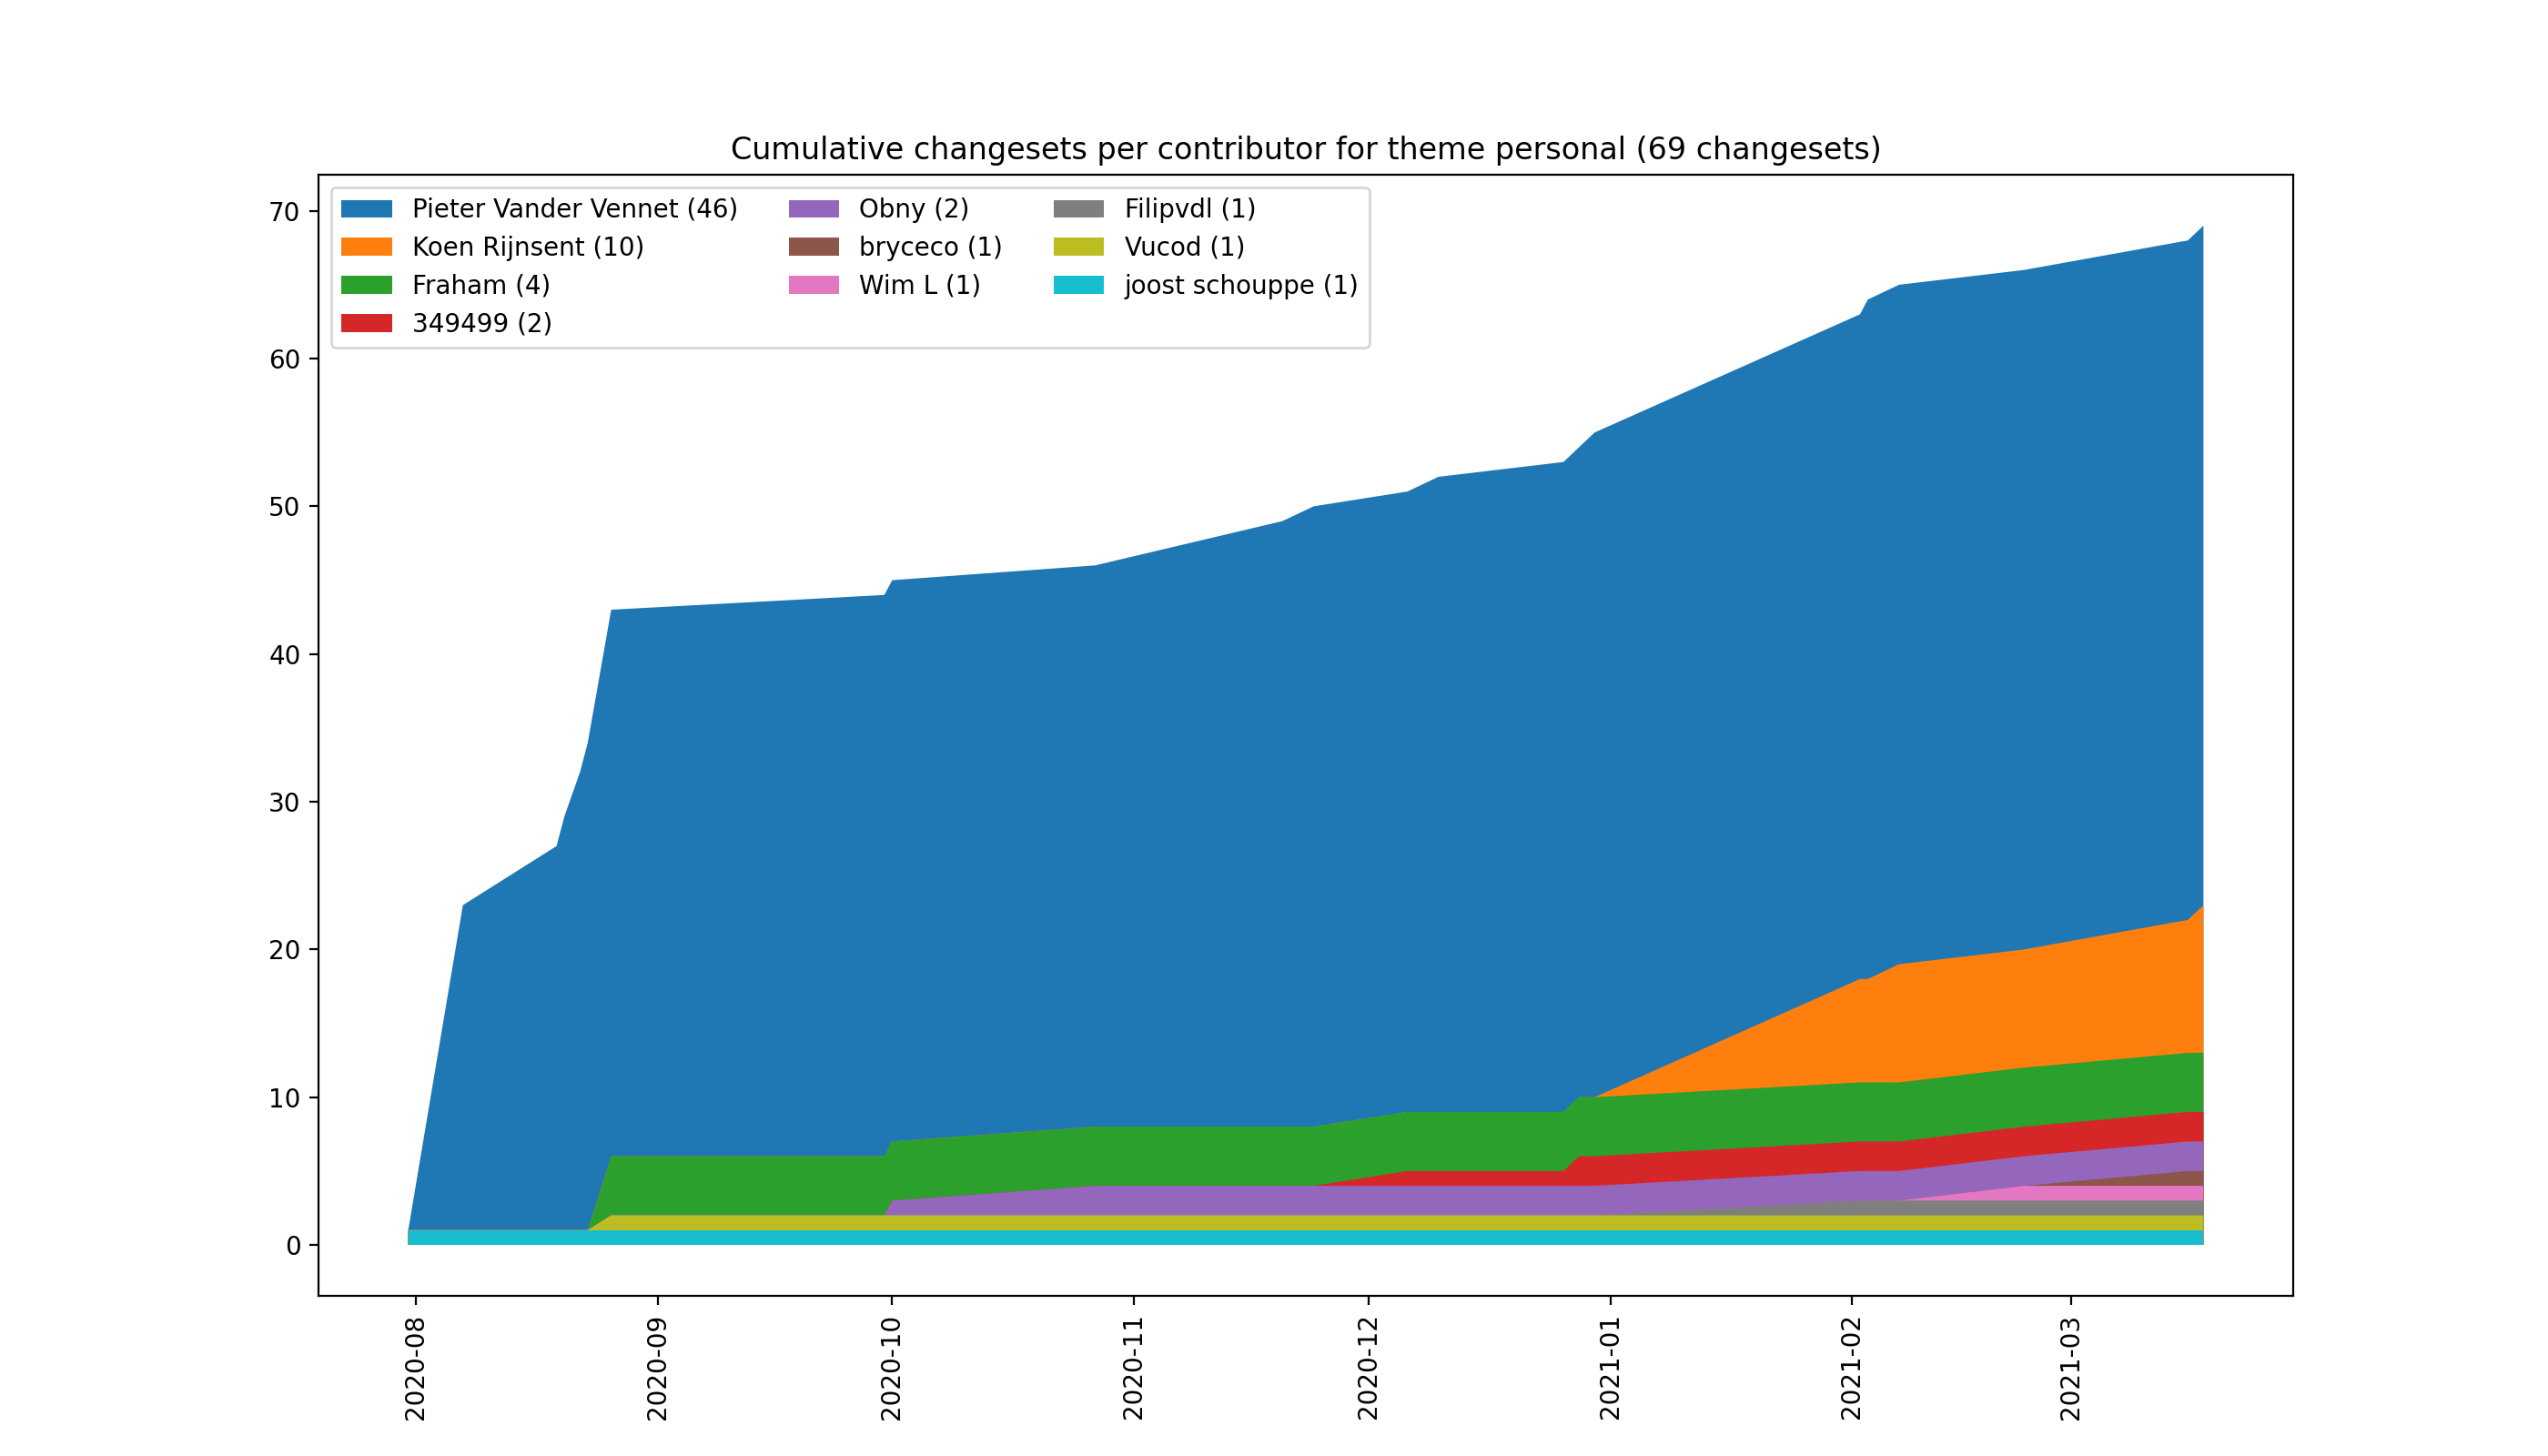 Cumulative changesets per contributor for theme personal (69 changesets)
Pieter Vander Vennet (46)
Koen Rijnsent (10)
Fraham (4)
349499 (2)
Obny (2)
bryceco (1)
Wim L (1)
Filipvdl (1)
Vucod (1)
joost schouppe (1)
70
60
50
40
30
20
10
0
2020-08
2020-09
2020-10
2020-11
2020-12
2021-01
2021-02
2021-03